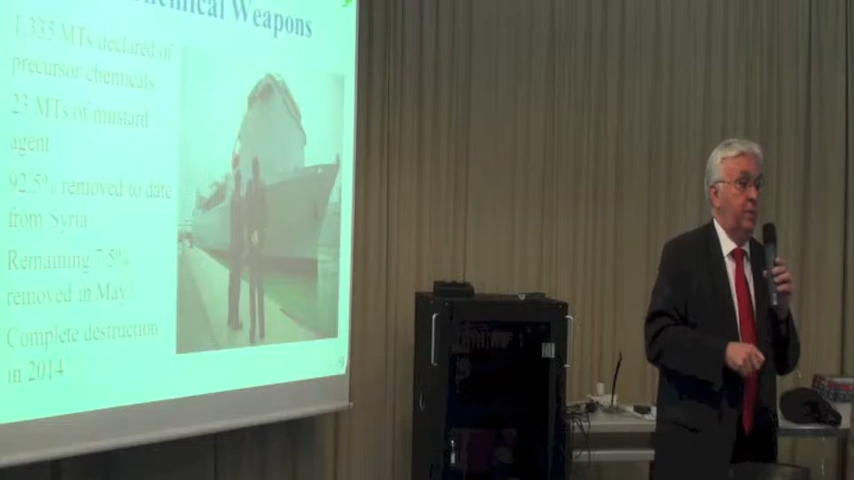 Chemical Weapons
1,335 MTs declared of
precursor chemicals
23 MTs of mustard
agent
92.5% removed to date
from Syria
Remaining 7.5%
removed in May?
Complete destruction
in 2014